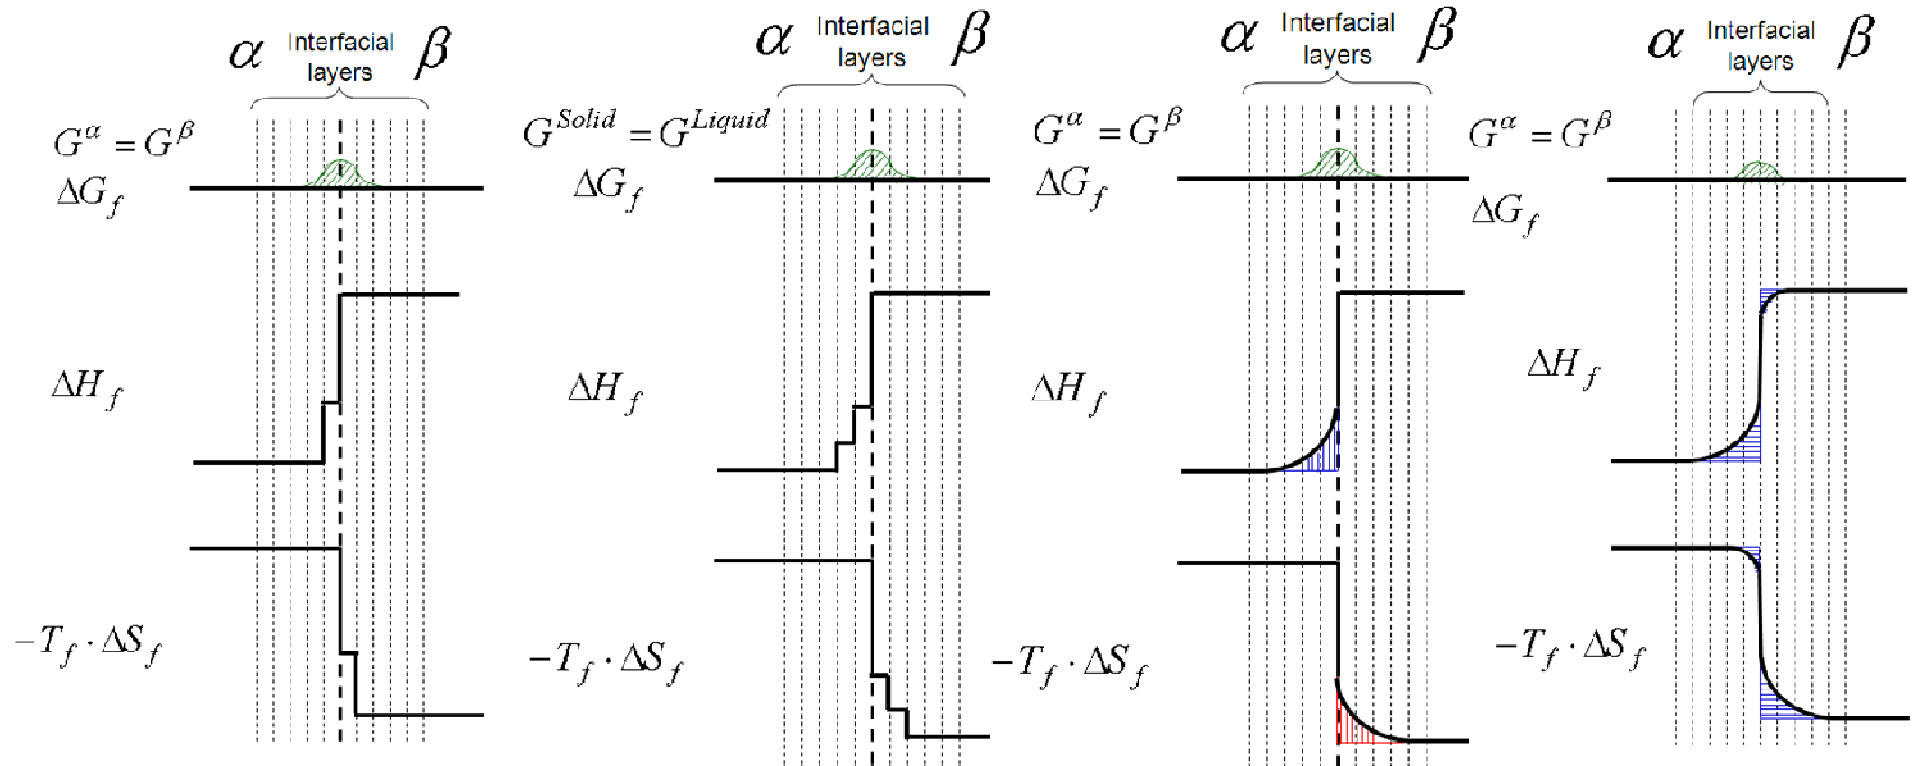 α Interfacial layers β
G^α = G^β
ΔG_f
ΔH_f
−T_f · ΔS_f
α Interfacial layers β
G^Solid = G^Liquid
ΔG_f
ΔH_f
−T_f · ΔS_f
α Interfacial layers β
G^α = G^β
ΔG_f
ΔH_f
−T_f · ΔS_f
α Interfacial layers β
G^α = G^β
ΔG_f
ΔH_f
−T_f · ΔS_f